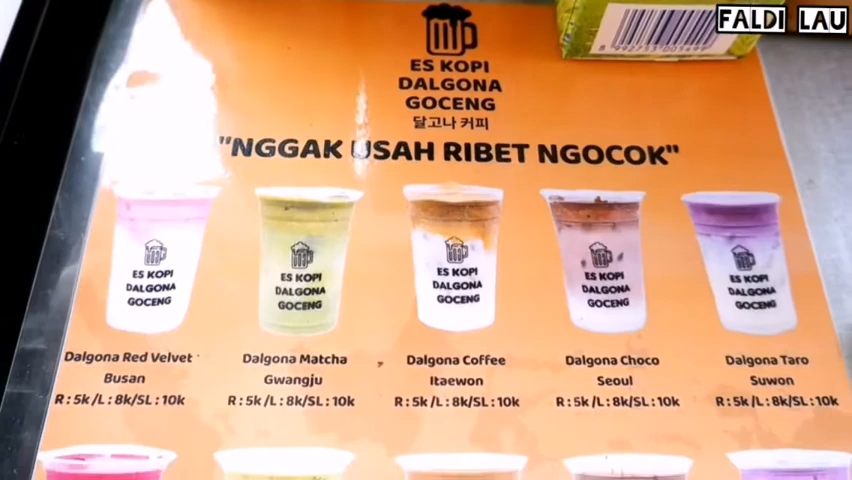 FALDI LAU
8992753005499
ES KOPI
DALGONA
GOCENG
달고나 커피
"NGGAK USAH RIBET NGOCOK"
ES KOPI
DALGONA
GOCENG
ES KOPI
DALGONA
GOCENG
ES KOPI
DALGONA
GOCENG
ES KOPI
DALGONA
GOCENG
ES KOPI
DALGONA
GOCENG
Dalgona Red Velvet
Busan
R : 5k/L : 8k/SL : 10k
Dalgona Matcha
Gwangju
R : 5k/L : 8k/SL : 10k
Dalgona Coffee
Itaewon
R : 5k/L : 8k/SL : 10k
Dalgona Choco
Seoul
R : 5k/L : 8k/SL : 10k
Dalgona Taro
Suwon
R : 5k/L : 8k/SL : 10k